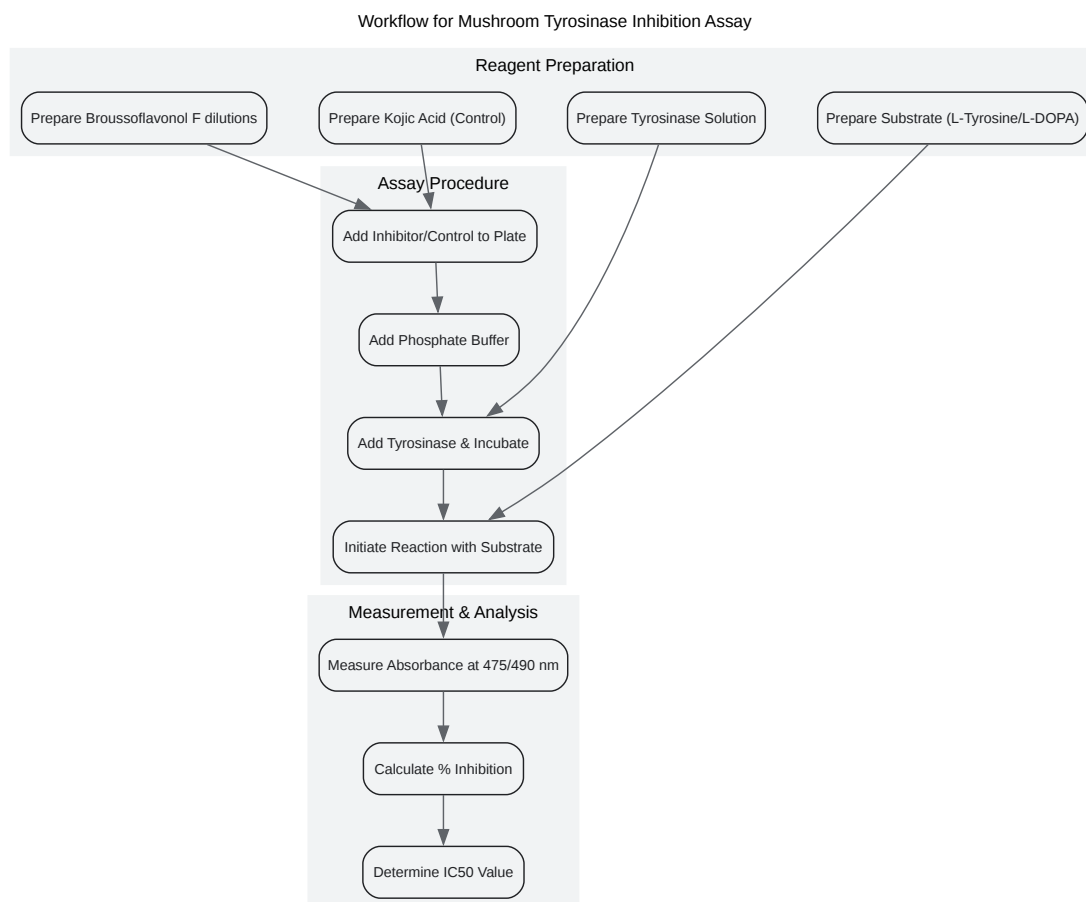 Workflow for Mushroom Tyrosinase Inhibition Assay
Reagent Preparation
Prepare Broussoflavonol F dilutions
Prepare Kojic Acid (Control)
Prepare Tyrosinase Solution
Prepare Substrate (L-Tyrosine/L-DOPA)
Assay Procedure
Add Inhibitor/Control to Plate
Add Phosphate Buffer
Add Tyrosinase & Incubate
Initiate Reaction with Substrate
Measurement & Analysis
Measure Absorbance at 475/490 nm
Calculate % Inhibition
Determine IC50 Value